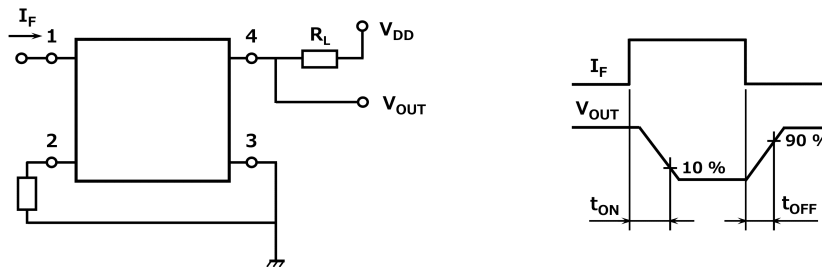 I_F
1
4
R_L
V_DD
V_OUT
2
3
I_F
V_OUT
10 %
90 %
t_ON
t_OFF